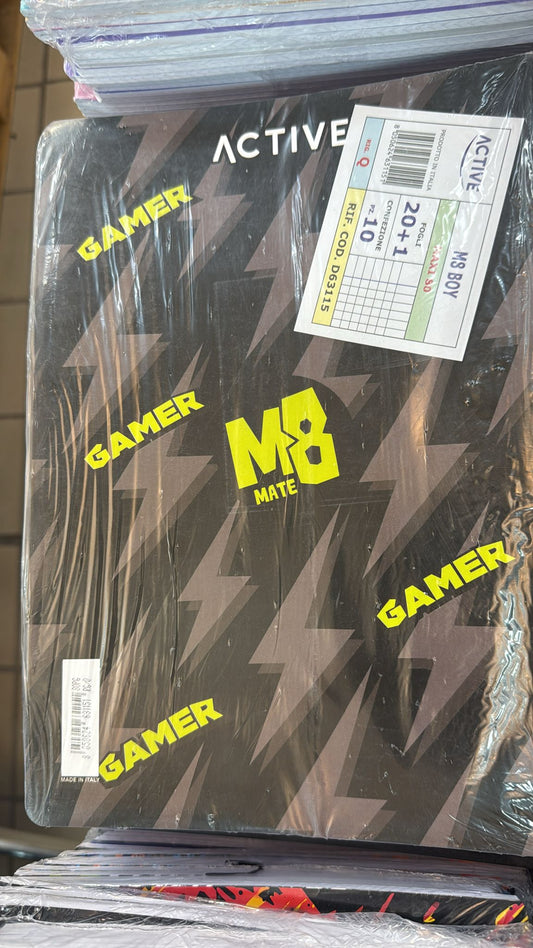 ACTIVE
ACTIVE
PRODOTTO IN ITALIA
RIG. Q
M8 BOY
FOGLI
20+1
CONFEZIONE
PZ. 10
RIF. COD. D63115
GAMER
GAMER
M8
MATE
GAMER
GAMER
MADE IN ITALY